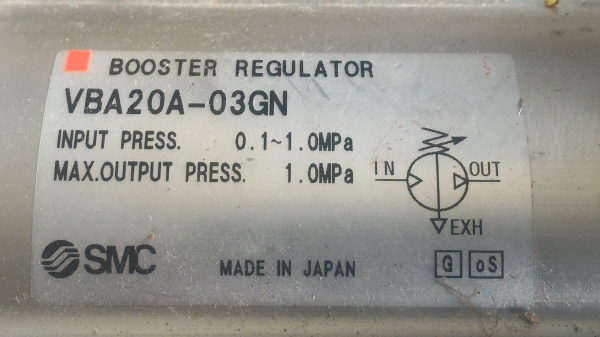 BOOSTER REGULATOR
VBA20A-03GN
INPUT PRESS. 0.1~1.0MPa
MAX.OUTPUT PRESS. 1.0MPa
IN OUT
EXH
SMC MADE IN JAPAN G oS